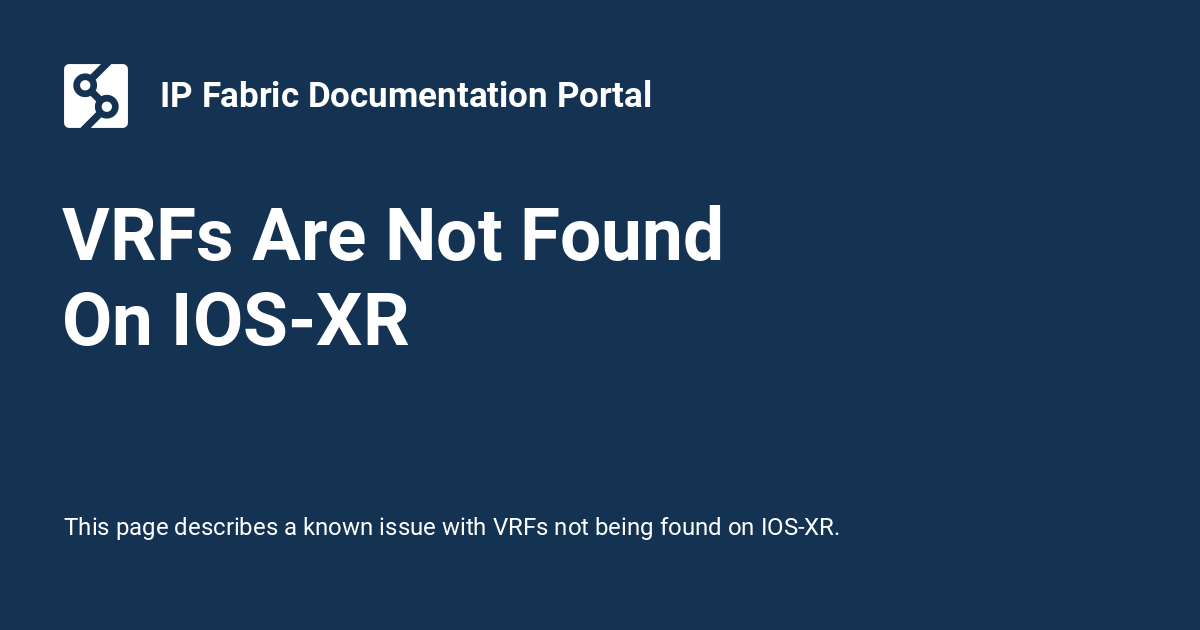 IP Fabric Documentation Portal
VRFs Are Not Found
On IOS-XR
This page describes a known issue with VRFs not being found on IOS-XR.